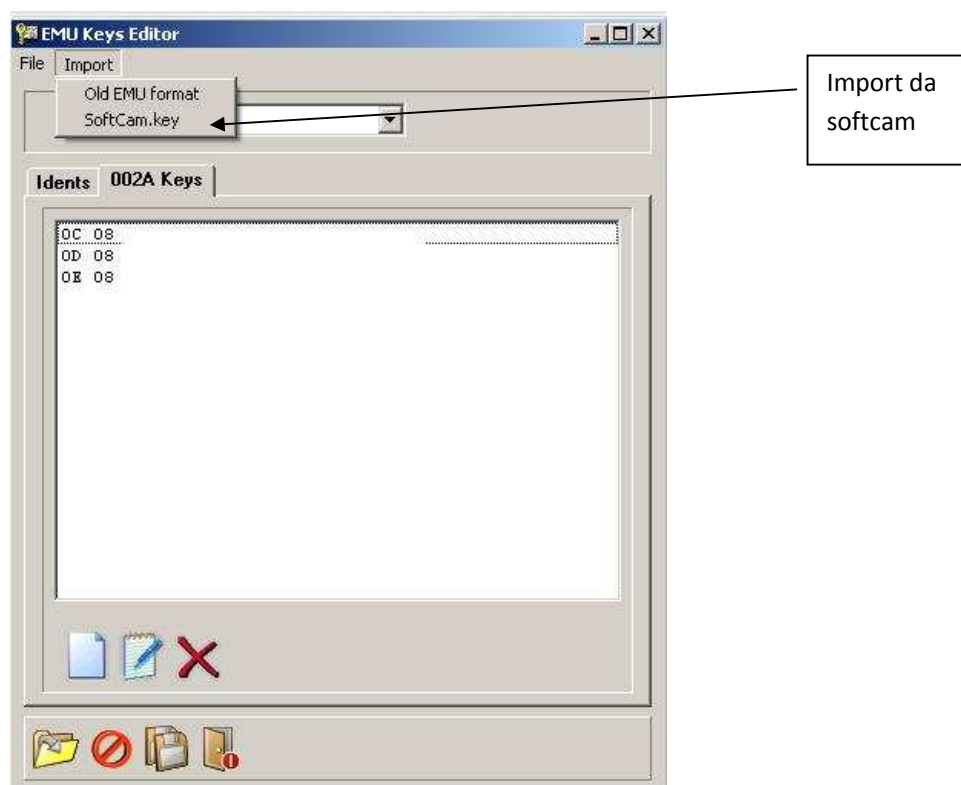 EMU Keys Editor
File Import
Old EMU format
SoftCam.key
Import da
softcam
Idents 002A Keys
0C 08
0D 08
0E 08